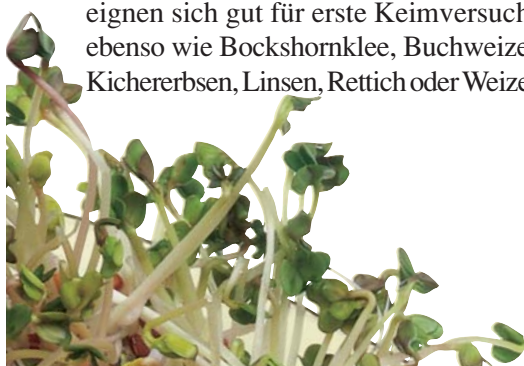 eignen sich gut für erste Keimversuch
ebenso wie Bockshornklee, Buchweize
Kichererbsen, Linsen, Rettich oder Weize